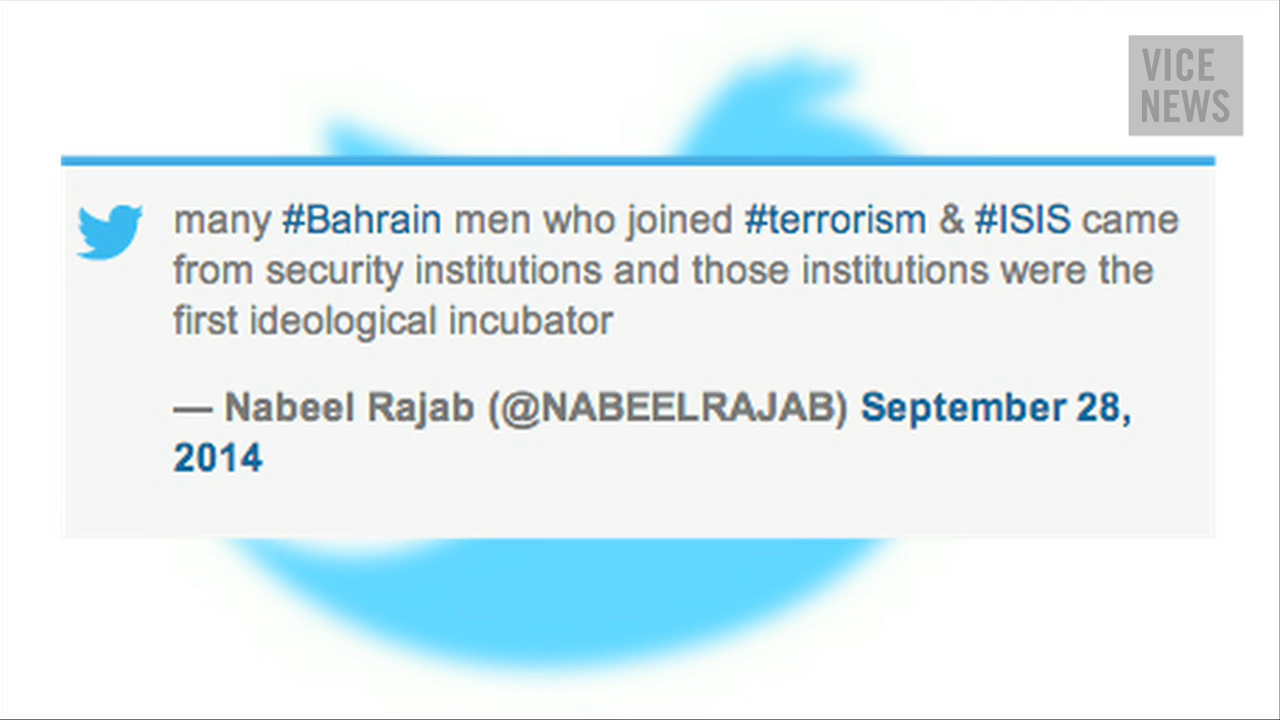 VICE
NEWS
many #Bahrain men who joined #terrorism & #ISIS came
from security institutions and those institutions were the
first ideological incubator
— Nabeel Rajab (@NABEELRAJAB) September 28,
2014